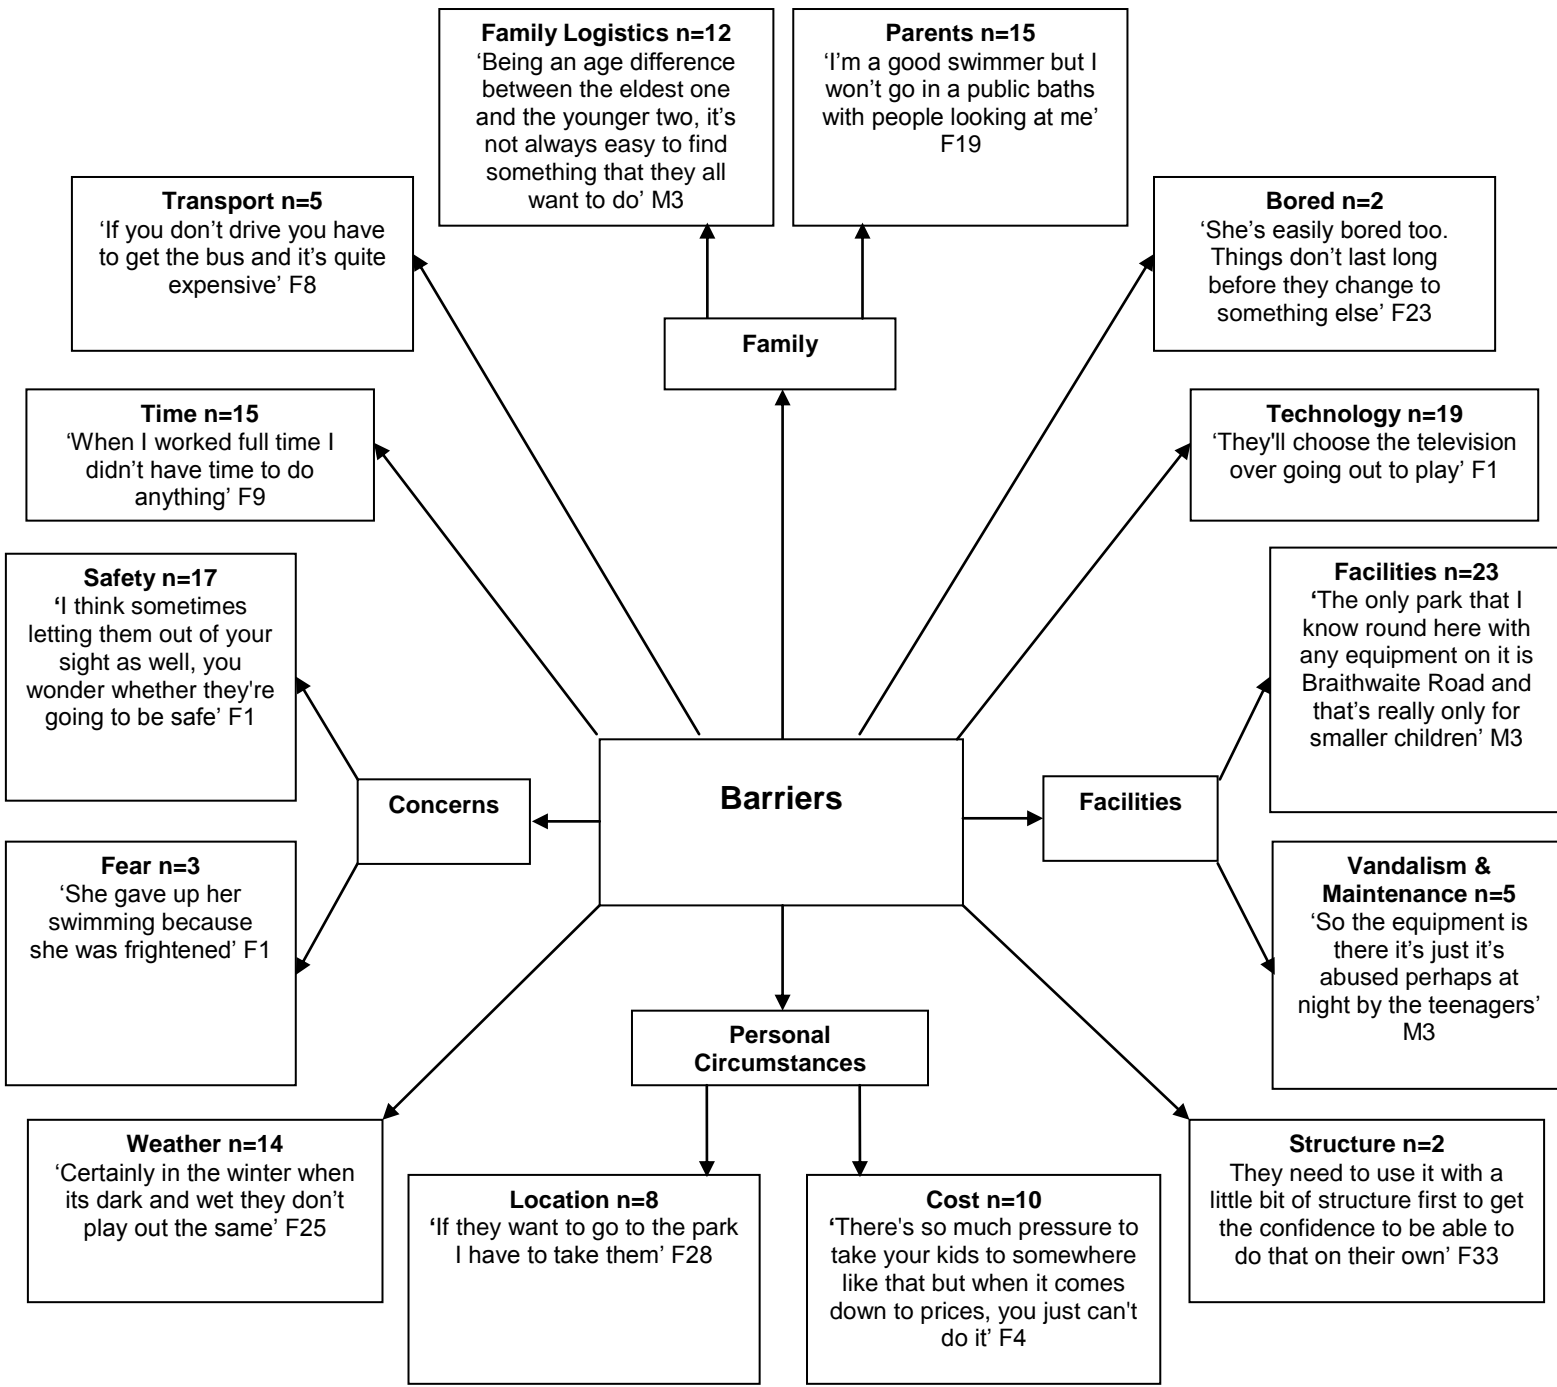 Family Logistics n=12
‘Being an age difference
between the eldest one
and the younger two, it’s
not always easy to find
something that they all
want to do’ M3
Parents n=15
‘I’m a good swimmer but I
won’t go in a public baths
with people looking at me’
F19
Transport n=5
‘If you don’t drive you have
to get the bus and it’s quite
expensive’ F8
Bored n=2
‘She’s easily bored too.
Things don’t last long
before they change to
something else’ F23
Family
Time n=15
‘When I worked full time I
didn’t have time to do
anything’ F9
Technology n=19
‘They'll choose the television
over going out to play’ F1
Safety n=17
‘I think sometimes
letting them out of your
sight as well, you
wonder whether they're
going to be safe’ F1
Facilities n=23
‘The only park that I
know round here with
any equipment on it is
Braithwaite Road and
that’s really only for
smaller children’ M3
Concerns
Barriers
Facilities
Fear n=3
‘She gave up her
swimming because
she was frightened’ F1
Vandalism &
Maintenance n=5
‘So the equipment is
there it’s just it’s
abused perhaps at
night by the teenagers’
M3
Personal
Circumstances
Weather n=14
‘Certainly in the winter when
its dark and wet they don’t
play out the same’ F25
Location n=8
‘If they want to go to the park
I have to take them’ F28
Cost n=10
‘There's so much pressure to
take your kids to somewhere
like that but when it comes
down to prices, you just can't
do it’ F4
Structure n=2
They need to use it with a
little bit of structure first to get
the confidence to be able to
do that on their own’ F33